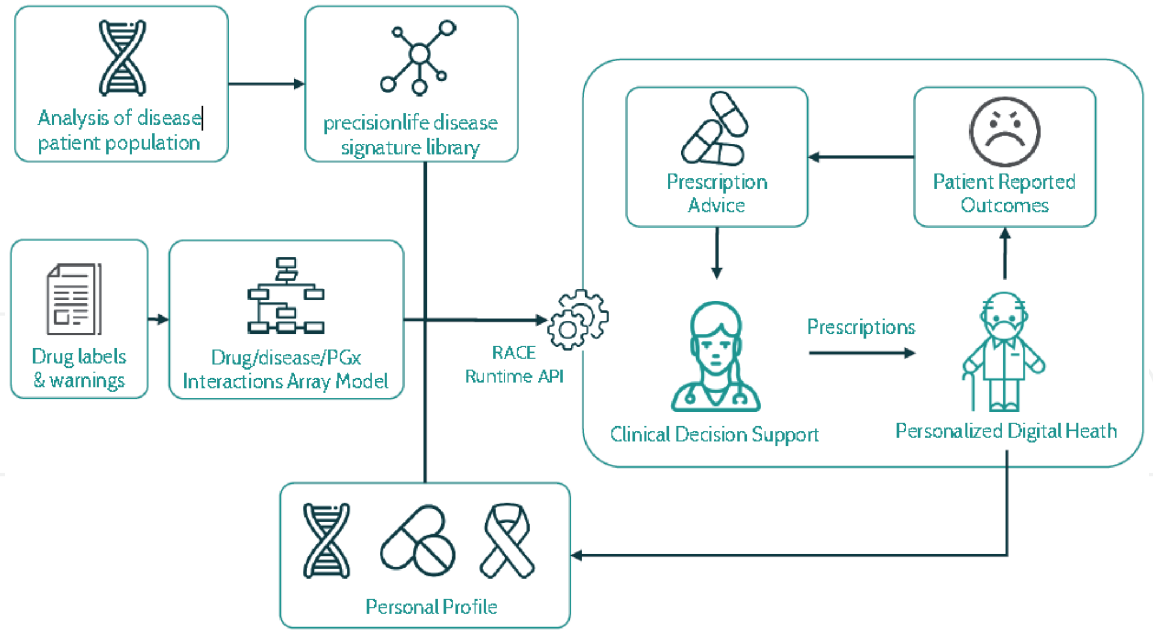 Analysis of disease
patient population
precisionlife disease
signature library
Prescription
Advice
Patient Reported
Outcomes
Drug labels
& warnings
Drug/disease/PGx
Interactions Array Model
RACE
Runtime API
Prescriptions
Clinical Decision Support
Personalized Digital Heath
Personal Profile